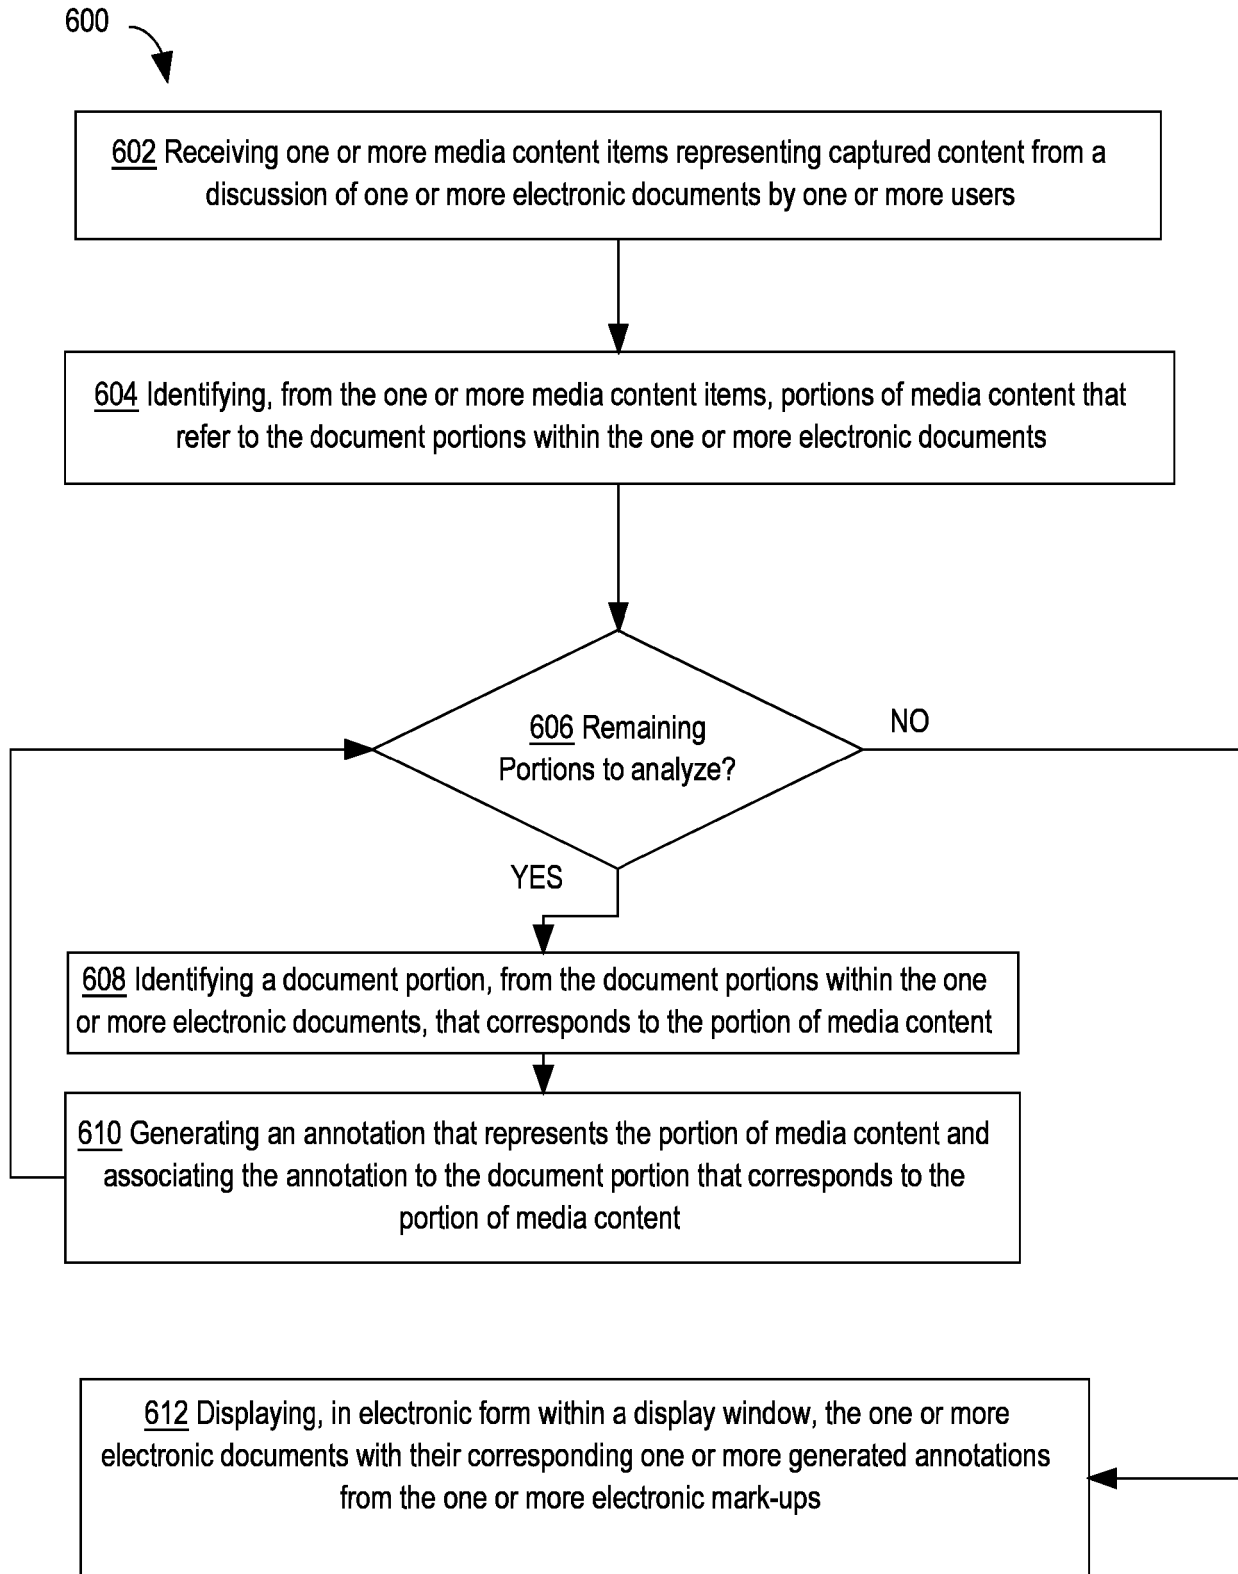 600
602 Receiving one or more media content items representing captured content from a
discussion of one or more electronic documents by one or more users
604 Identifying, from the one or more media content items, portions of media content that
refer to the document portions within the one or more electronic documents
606 Remaining
Portions to analyze?
NO
YES
608 Identifying a document portion, from the document portions within the one
or more electronic documents, that corresponds to the portion of media content
610 Generating an annotation that represents the portion of media content and
associating the annotation to the document portion that corresponds to the
portion of media content
612 Displaying, in electronic form within a display window, the one or more
electronic documents with their corresponding one or more generated annotations
from the one or more electronic mark-ups